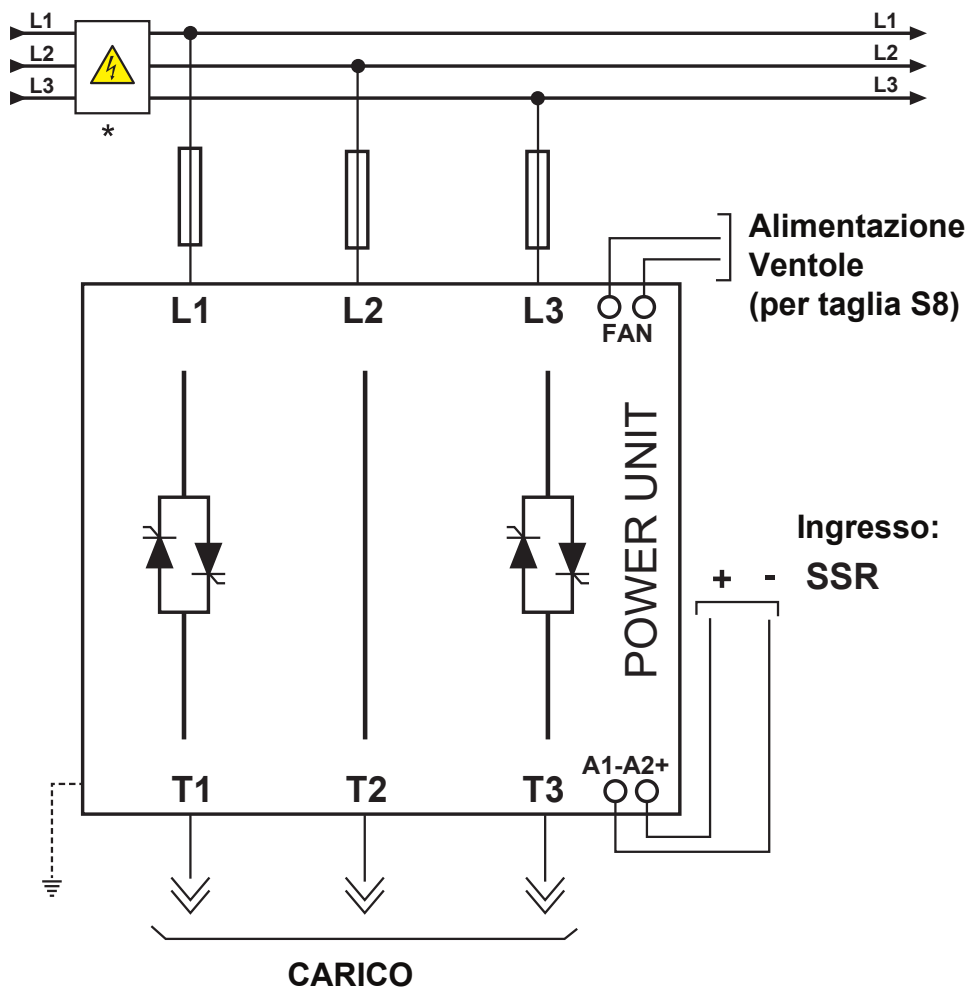 L1
L1
L2
L2
L3
L3
*
Alimentazione
Ventole
(per taglia S8)
L1
L2
L3
FAN
POWER UNIT
Ingresso:
+ - SSR
A1-A2+
T1
T2
T3
CARICO